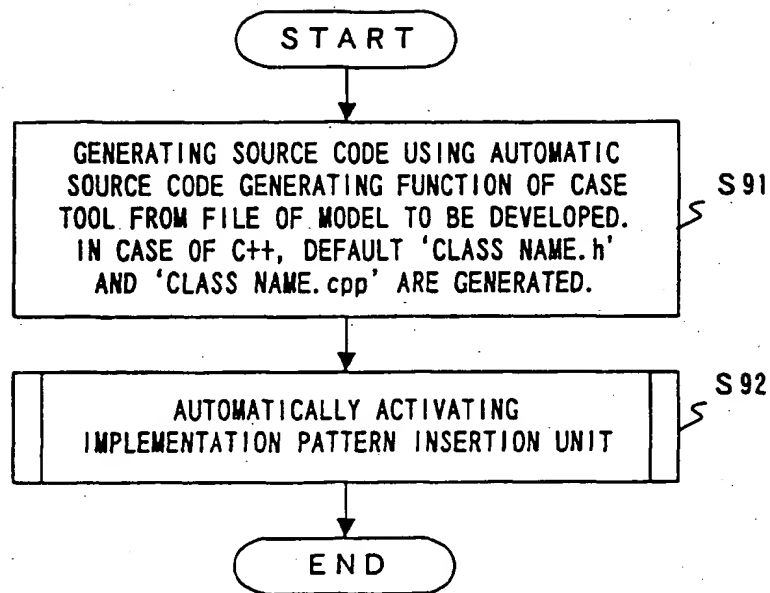 START
GENERATING SOURCE CODE USING AUTOMATIC
SOURCE CODE GENERATING FUNCTION OF CASE
TOOL FROM FILE OF MODEL TO BE DEVELOPED.
IN CASE OF C++, DEFAULT 'CLASS NAME.h'
AND 'CLASS NAME.cpp' ARE GENERATED.
S91
AUTOMATICALLY ACTIVATING
IMPLEMENTATION PATTERN INSERTION UNIT
S92
END